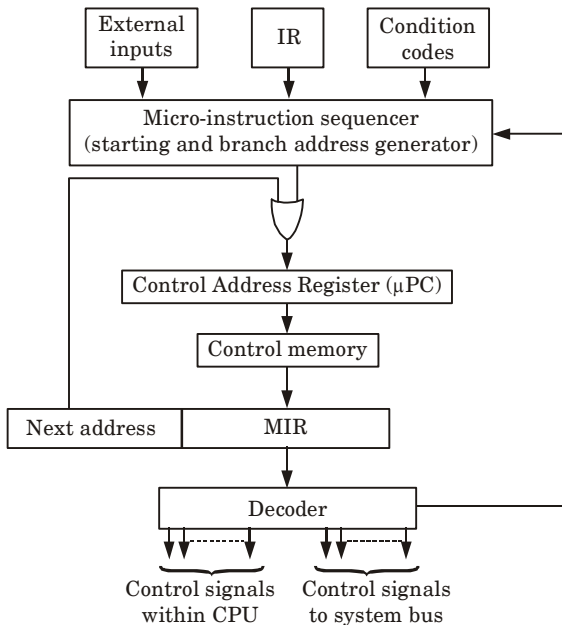 External
inputs
IR
Condition
codes
Micro-instruction sequencer
(starting and branch address generator)
Control Address Register (μPC)
Control memory
Next address
MIR
Decoder
Control signals
within CPU
Control signals
to system bus